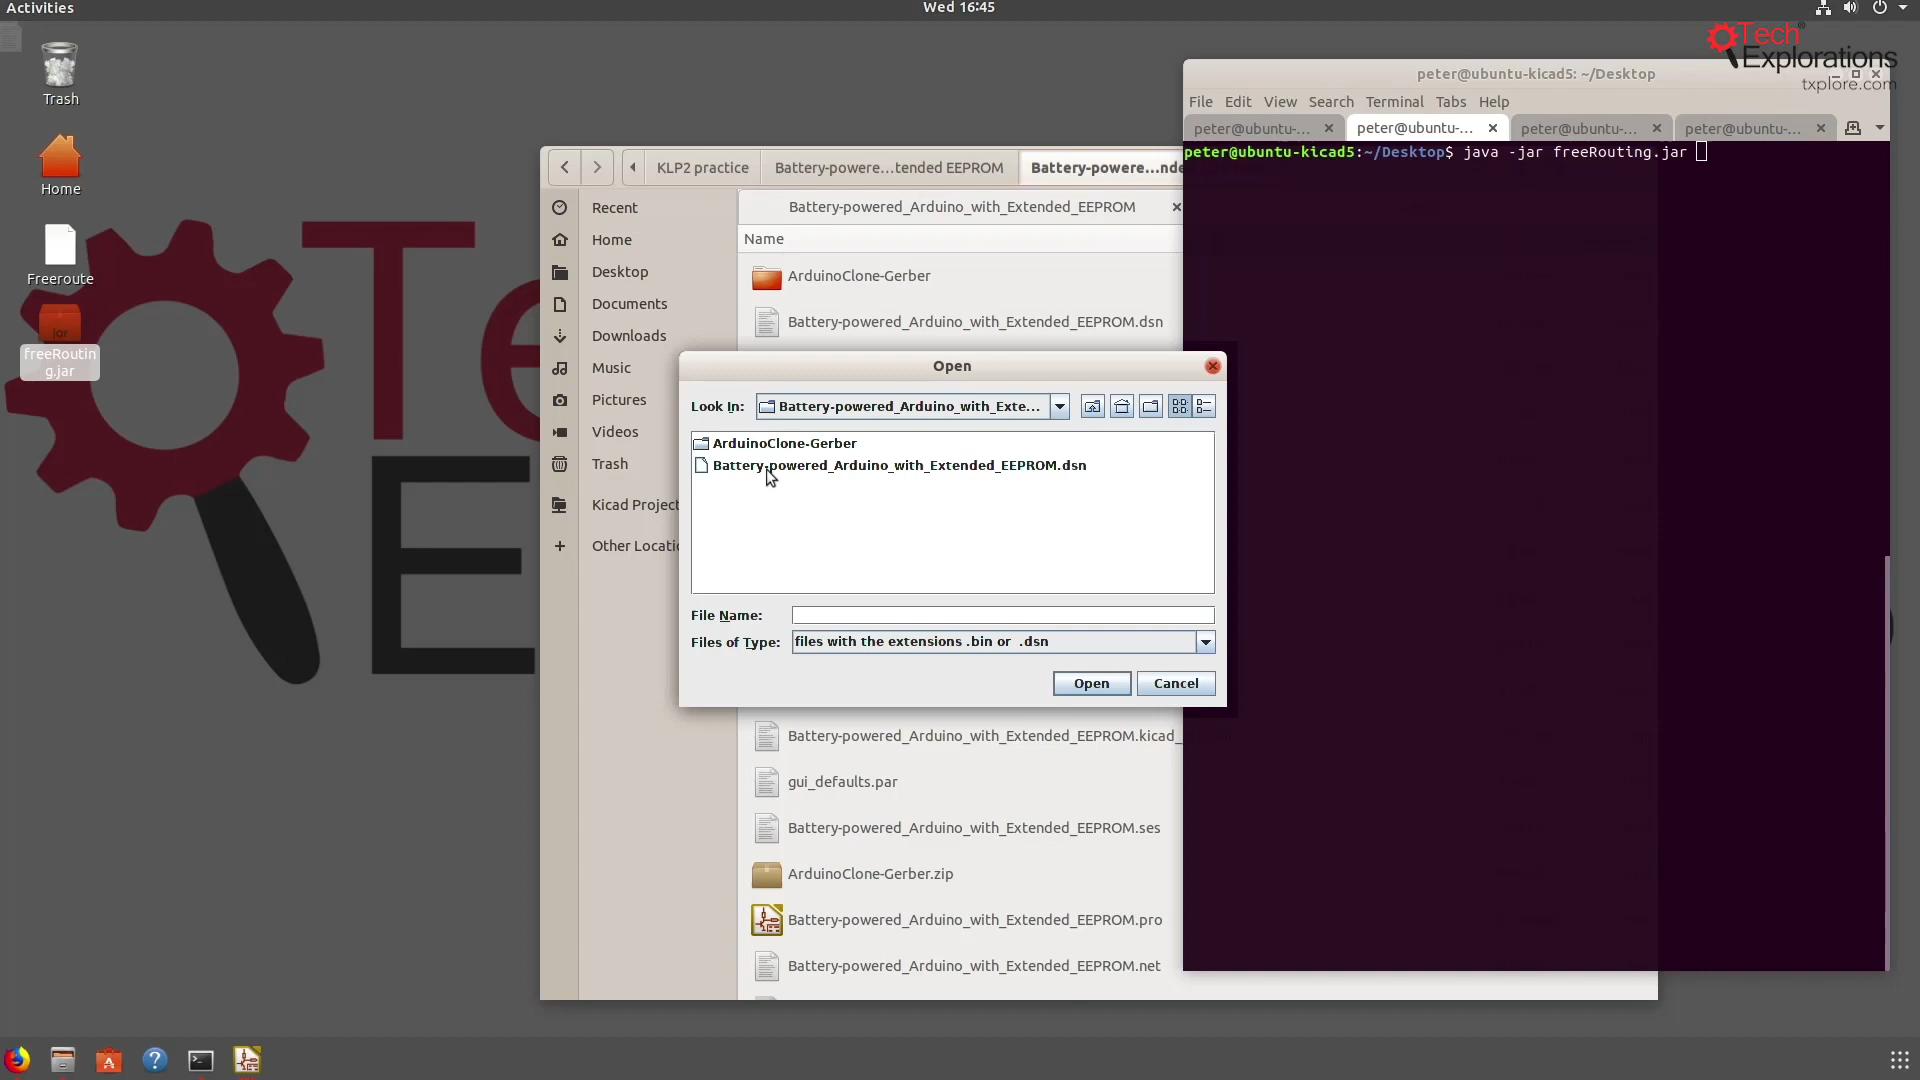 Activities
Wed 16:45
Tech
Explorations
txplore.com
Trash
Home
Freeroute
jar
freeRoutin
g.jar
Te
E
peter@ubuntu-kicad5: ~/Desktop
File Edit View Search Terminal Tabs Help
peter@ubuntu-... × peter@ubuntu-... × peter@ubuntu-... × peter@ubuntu-... ×
peter@ubuntu-kicad5:~/Desktop$ java -jar freeRouting.jar
KLP2 practice
Battery-powere...tended EEPROM
Battery-powere...nde
Recent
Home
Desktop
Documents
Downloads
Music
Pictures
Videos
Trash
Kicad Project
Other Locatio
Battery-powered_Arduino_with_Extended_EEPROM ×
Name
ArduinoClone-Gerber
Battery-powered_Arduino_with_Extended_EEPROM.dsn
Open
Look In: Battery-powered_Arduino_with_Exte...
ArduinoClone-Gerber
Battery-powered_Arduino_with_Extended_EEPROM.dsn
File Name:
Files of Type: files with the extensions .bin or .dsn
Open Cancel
Battery-powered_Arduino_with_Extended_EEPROM.kicad_
gui_defaults.par
Battery-powered_Arduino_with_Extended_EEPROM.ses
ArduinoClone-Gerber.zip
Battery-powered_Arduino_with_Extended_EEPROM.pro
Battery-powered_Arduino_with_Extended_EEPROM.net